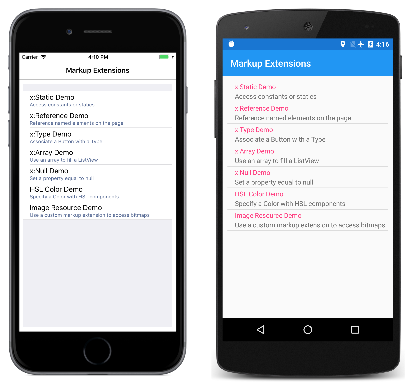 Carrier 4:10 PM
Markup Extensions
x:Static Demo
Access constants or statics
x:Reference Demo
Reference named elements on the page
x:Type Demo
Associate a Button with a Type
x:Array Demo
Use an array to fill a ListView
x:Null Demo
Set a property equal to null
HSL Color Demo
Specify a Color with HSL components
Image Resource Demo
Use a custom markup extension to access bitmaps
4:16
Markup Extensions
x:Static Demo
Access constants or statics
x:Reference Demo
Reference named elements on the page
x:Type Demo
Associate a Button with a Type
x:Array Demo
Use an array to fill a ListView
x:Null Demo
Set a property equal to null
HSL Color Demo
Specify a Color with HSL components
Image Resource Demo
Use a custom markup extension to access bitmaps